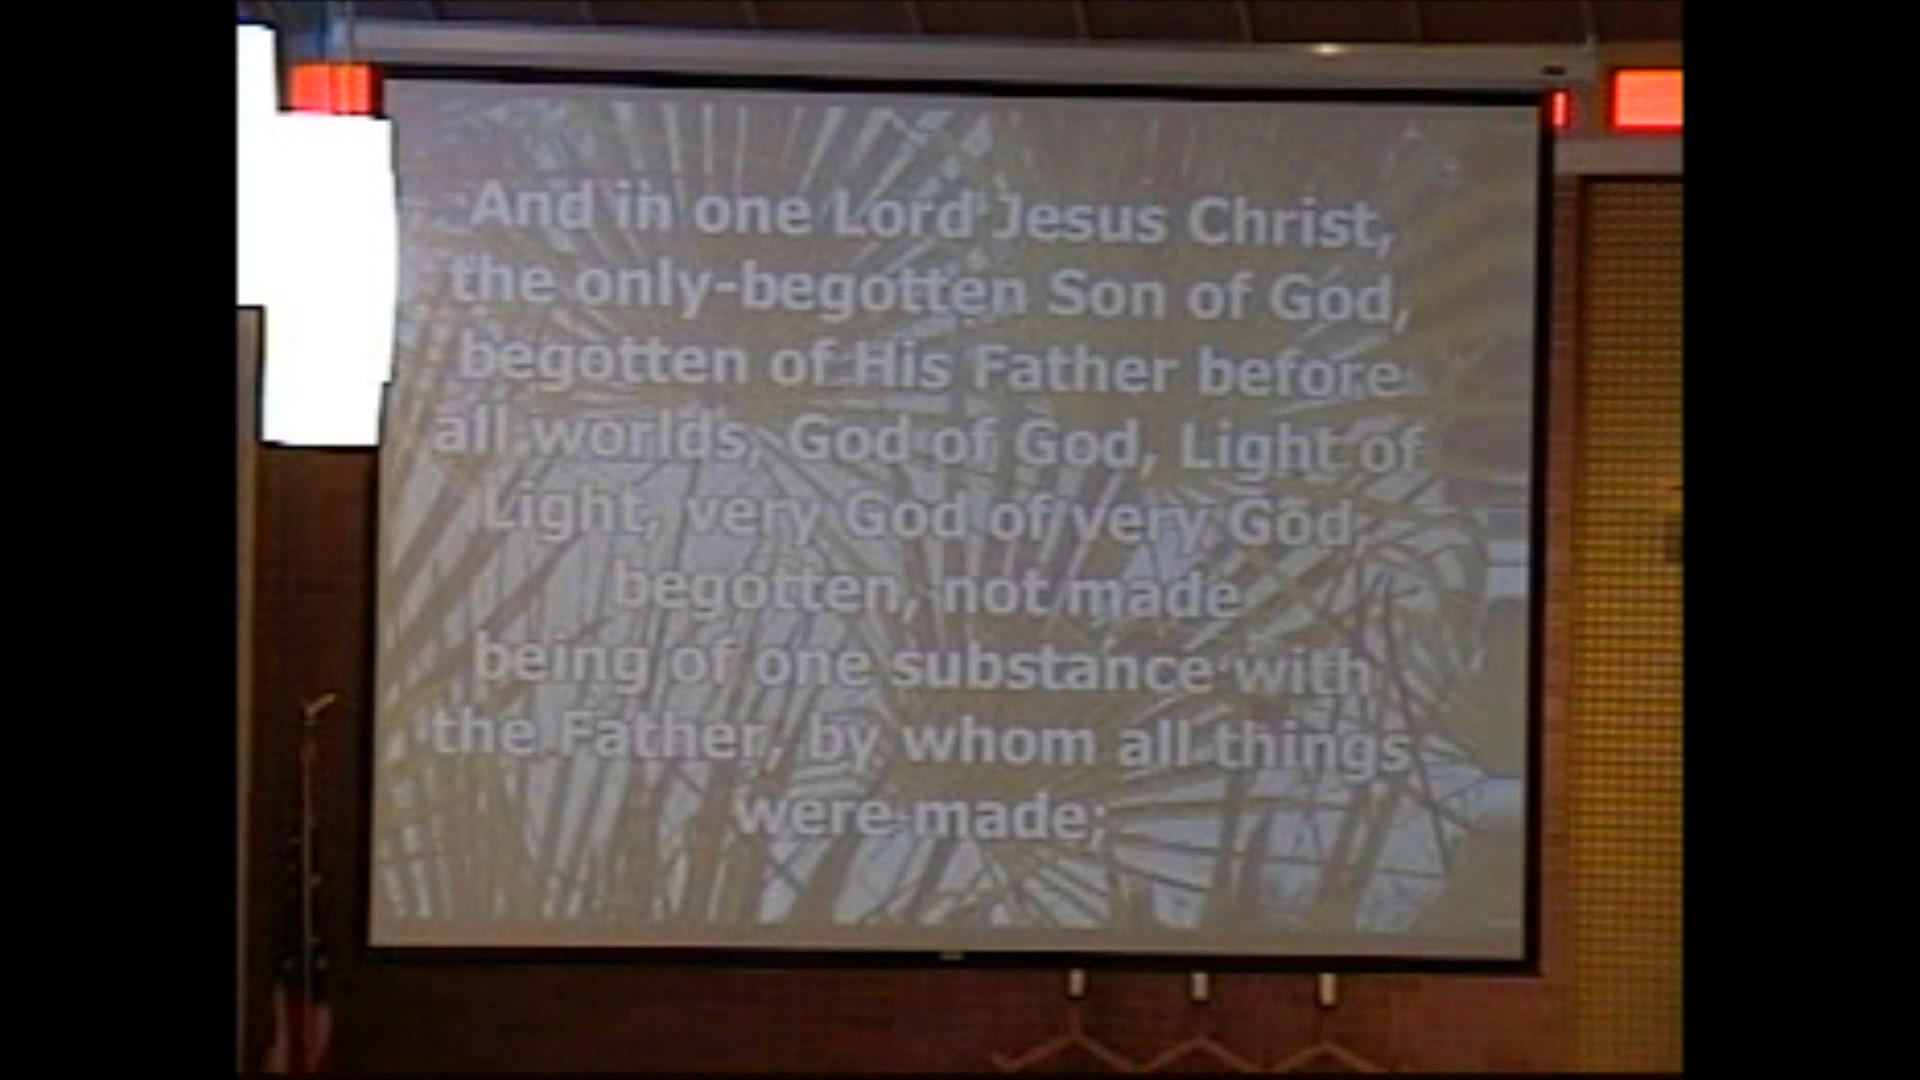 And in one Lord Jesus Christ,
the only-begotten Son of God,
begotten of His Father before
all worlds, God of God, Light of
Light, very God of very God,
begotten, not made
being of one substance with
the Father, by whom all things
were made;